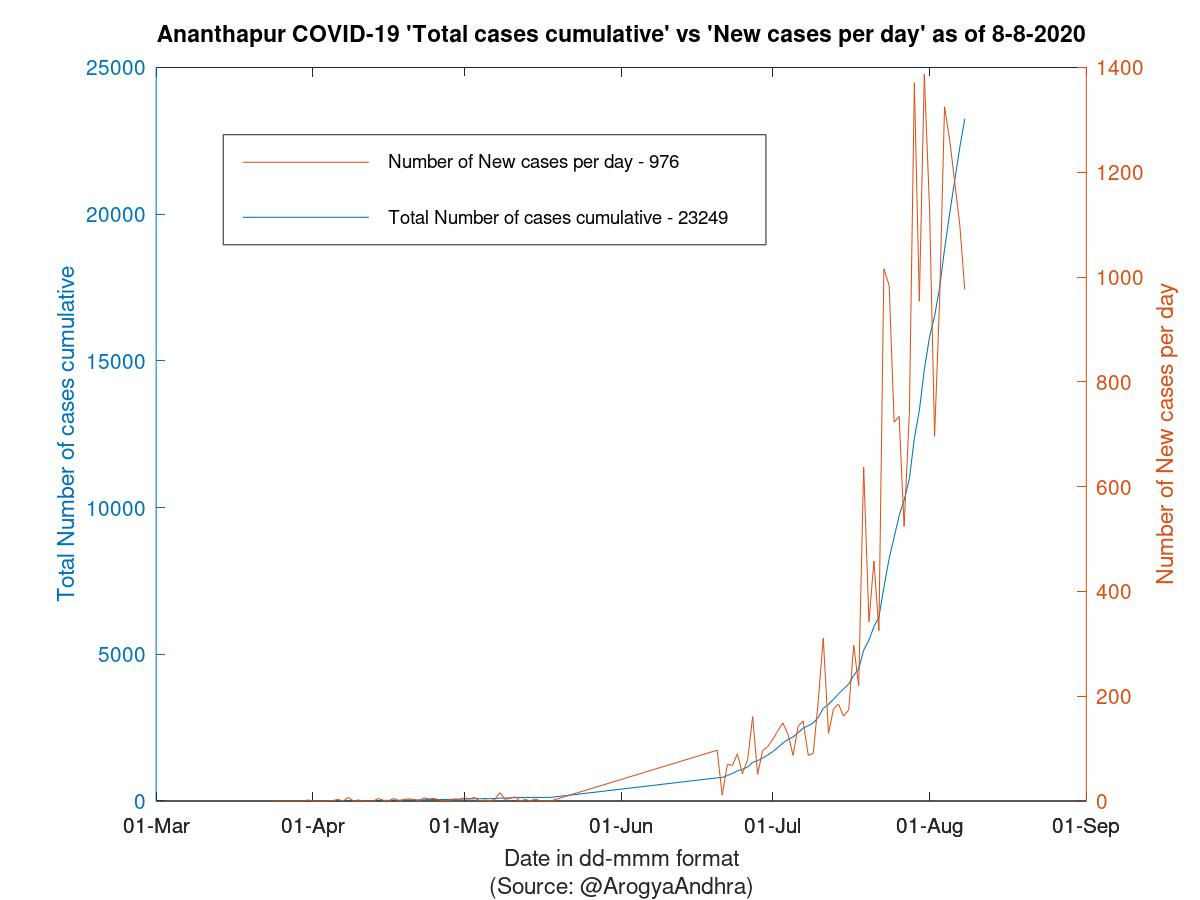 Ananthapur COVID-19 'Total cases cumulative' vs 'New cases per day' as of 8-8-2020
25000
20000
15000
10000
5000
0
Total Number of cases cumulative
Number of New cases per day - 976
Total Number of cases cumulative - 23249
1400
1200
1000
800
600
400
200
0
Number of New cases per day
01-Mar 01-Apr 01-May 01-Jun 01-Jul 01-Aug 01-Sep
Date in dd-mmm format
(Source: @ArogyaAndhra)